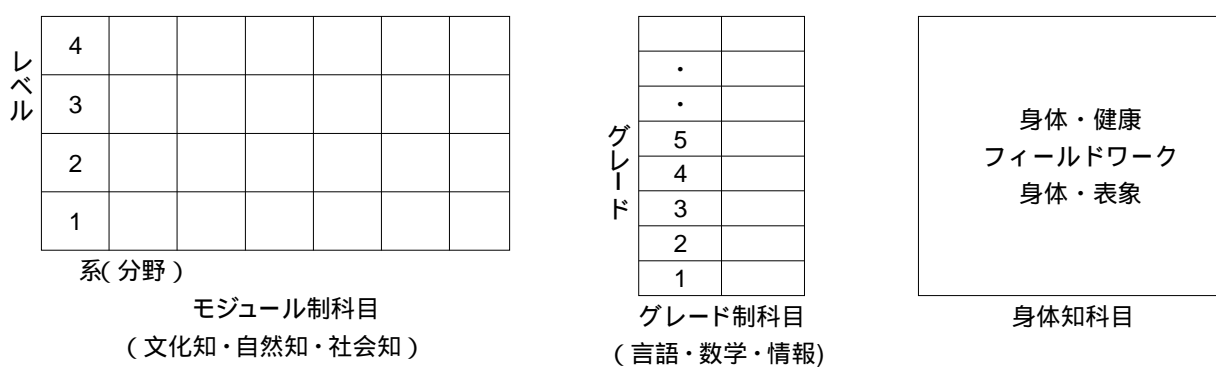 レベル
4
3
2
1
系(分野)
モジュール制科目
(文化知・自然知・社会知)
グレード
・
・
5
4
3
2
1
グレード制科目
(言語・数学・情報)
身体・健康
フィールドワーク
身体・表象
身体知科目